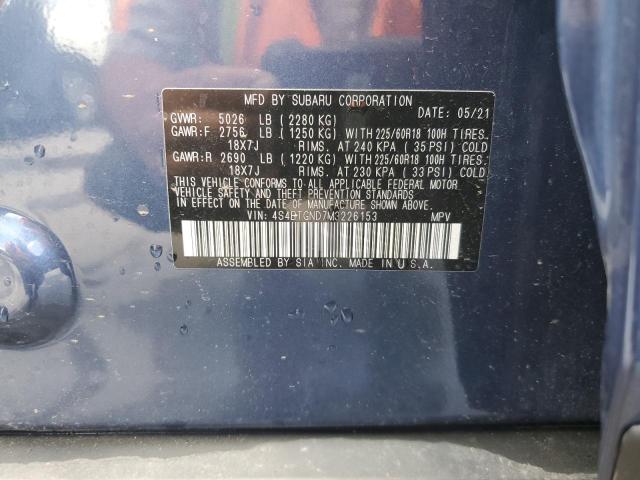 MFD BY SUBARU CORPORATION
GVWR: 5026 LB ( 2280 KG) DATE: 05/21
GAWR:F 2756 LB ( 1250 KG) WITH 225/60R18 100H TIRES.
18X7J RIMS. AT 240 KPA ( 35 PSI) COLD
GAWR:R 2690 LB ( 1220 KG) WITH 225/60R18 100H TIRES.
18X7J RIMS. AT 230 KPA ( 33 PSI) COLD
THIS VEHICLE CONFORMS TO ALL APPLICABLE FEDERAL MOTOR
VEHICLE SAFETY, BUMPER, AND THEFT PREVENTION STANDARDS
IN EFFECT ON THE DATE OF MANUFACTURE SHOWN ABOVE.
VIN: 4S4BTGND7M3226153 MPV
ASSEMBLED BY SIA INC. MADE IN U.S.A.